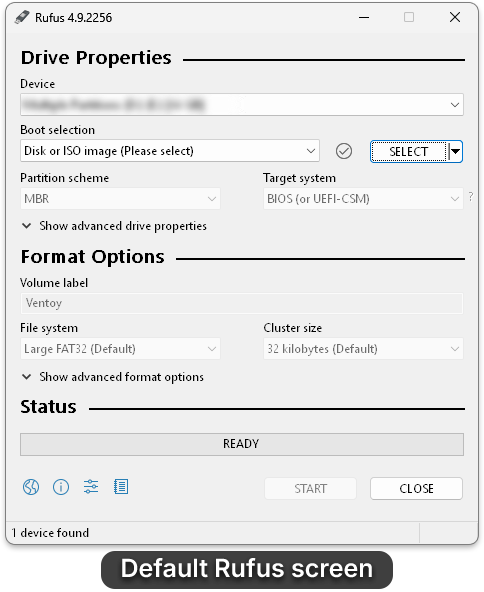 Rufus 4.9.2256
Drive Properties
Device
Boot selection
Disk or ISO image (Please select)
SELECT
Partition scheme
Target system
MBR
BIOS (or UEFI-CSM)
?
Show advanced drive properties
Format Options
Volume label
Ventoy
File system
Cluster size
Large FAT32 (Default)
32 kilobytes (Default)
Show advanced format options
Status
READY
START
CLOSE
1 device found
Default Rufus screen